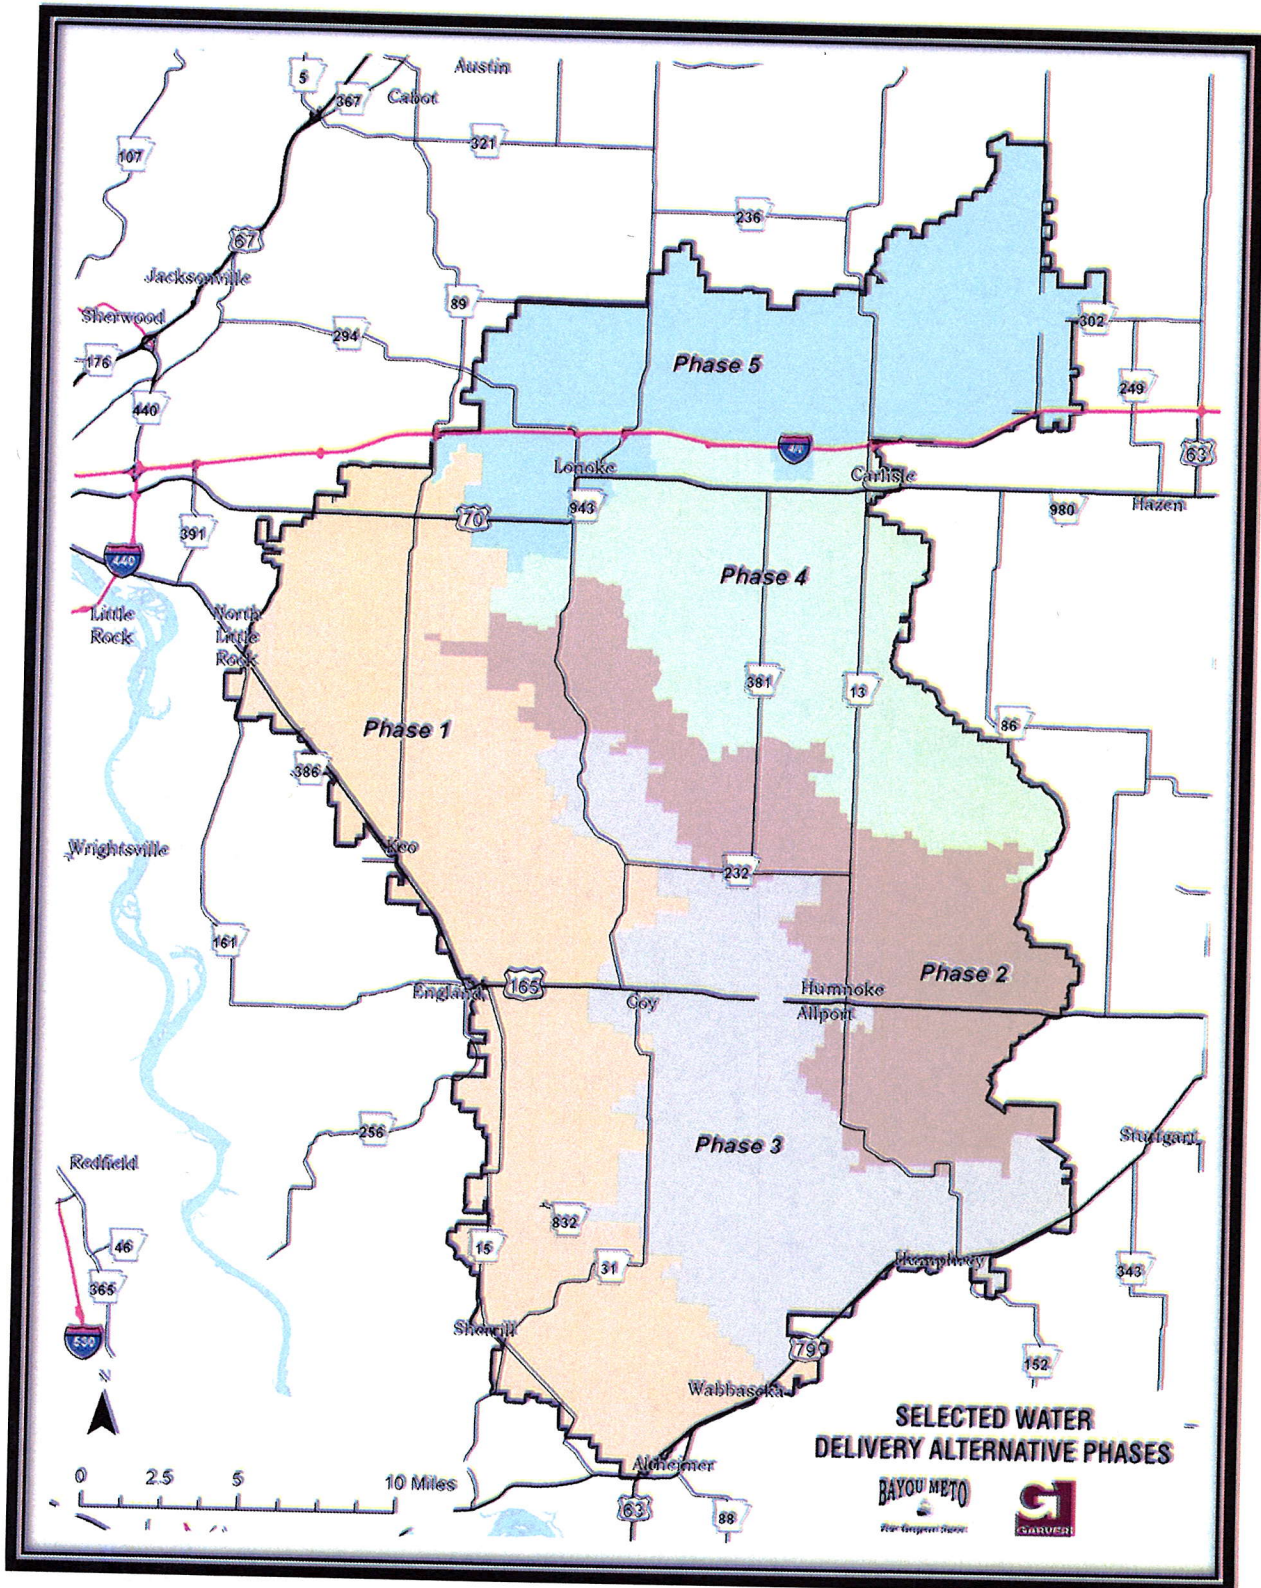 Austin
5
367
Cabot
321
107
236
67
Jacksonville
89
302
Sherwood
294
176
Phase 5
249
440
40
63
Lonoke
Carlisle
943
980
Hazen
70
391
440
Phase 4
Little
Rock
North
Little
Rock
381
13
86
Phase 1
386
Wrightsville
Keo
232
161
Phase 2
England
165
Coy
Humnoke
Allport
256
Phase 3
Stuttgart
Redfield
832
46
15
31
Humphrey
343
365
530
Sherrill
79
152
N
Wabbaseka
SELECTED WATER
DELIVERY ALTERNATIVE PHASES
Altheimer
0 2.5 5 10 Miles
BAYOU METO
GARVER
63
88